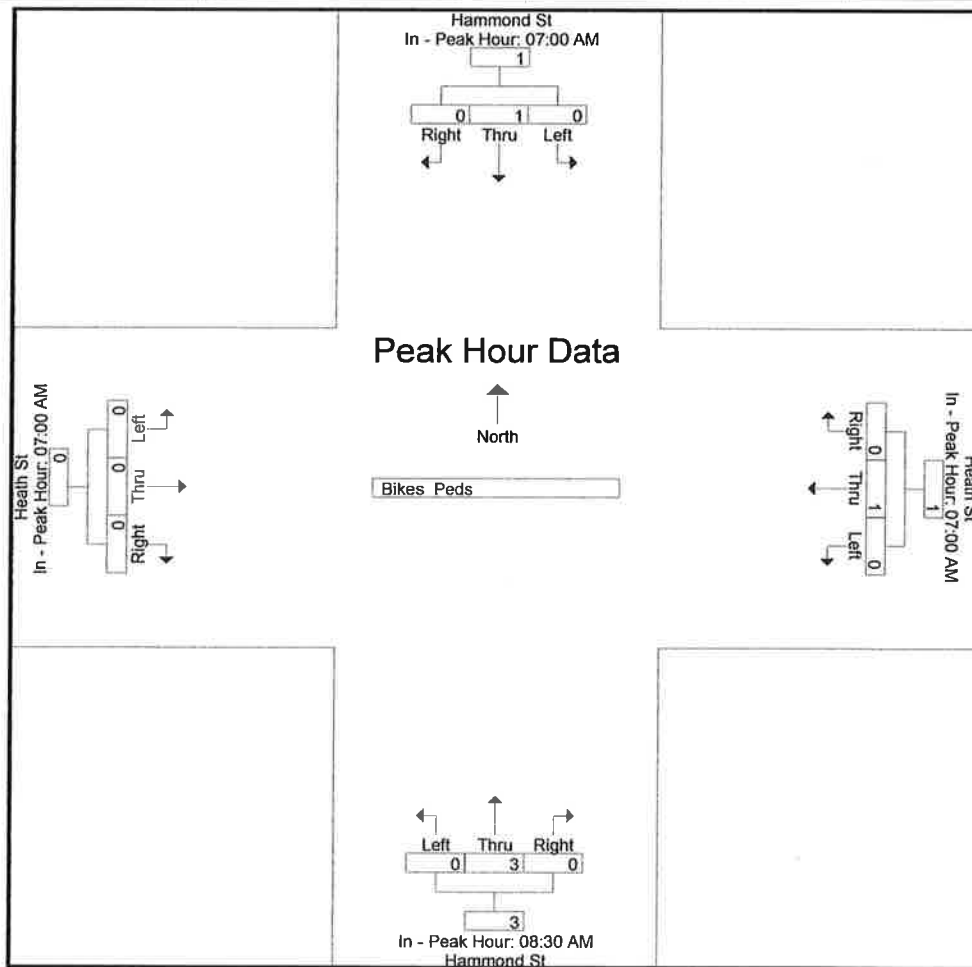 Hammond St
In - Peak Hour: 07:00 AM
1
0 1 0
Right Thru Left
Peak Hour Data
North
Bikes Peds
Heath St
In - Peak Hour: 07:00 AM
0
0 0 0
Left Thru Right
Right Thru Left
0 1 0
1
In - Peak Hour: 07:00 AM
Heath St
Left Thru Right
0 3 0
3
In - Peak Hour: 08:30 AM
Hammond St